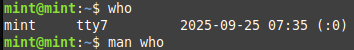 mint@mint:~$ who
mint     tty7         2025-09-25 07:35 (:0)
mint@mint:~$ man who